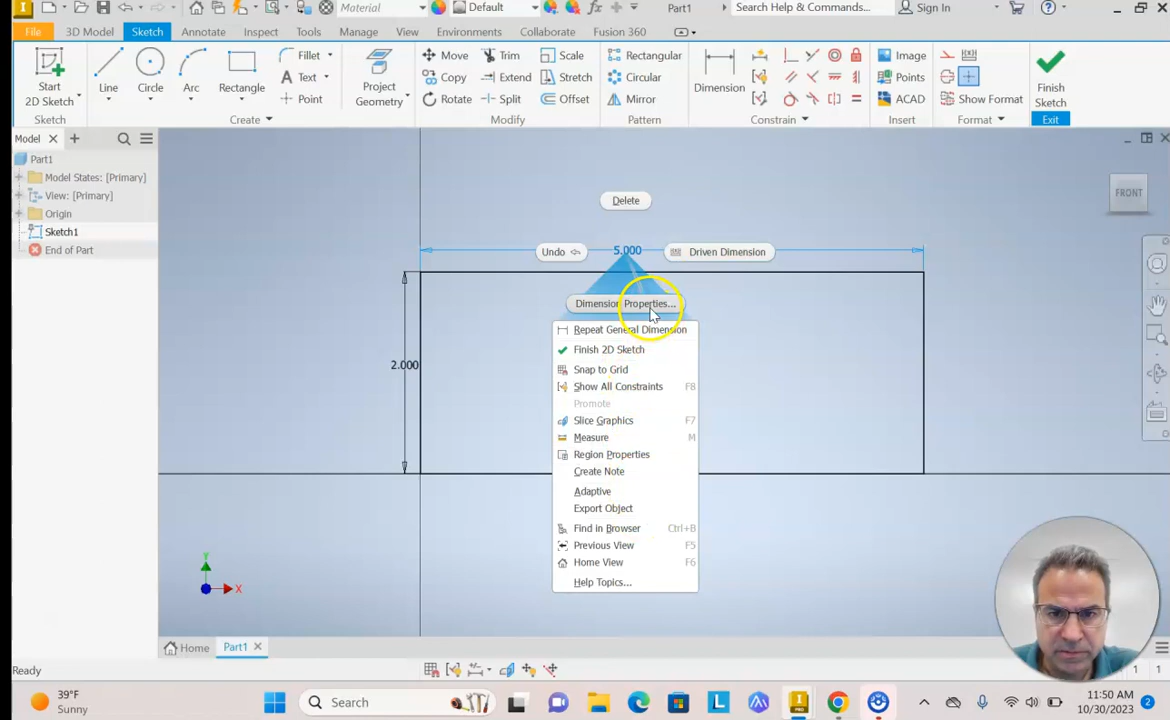 Material
Default
Part1
Search Help & Commands...
Sign In
File
3D Model
Sketch
Annotate
Inspect
Tools
Manage
View
Environments
Collaborate
Fusion 360
Start
2D Sketch
Line
Circle
Arc
Rectangle
Fillet
Text
Point
Project
Geometry
Move
Copy
Rotate
Trim
Extend
Split
Scale
Stretch
Offset
Rectangular
Circular
Mirror
Dimension
Image
Points
ACAD
Show Format
Finish
Sketch
Sketch
Create
Modify
Pattern
Constrain
Insert
Format
Exit
Model
Part1
Model States: [Primary]
View: [Primary]
Origin
Sketch1
End of Part
FRONT
Delete
Undo
5.000
Driven Dimension
Dimension Properties...
2.000
Repeat General Dimension
Finish 2D Sketch
Snap to Grid
Show All Constraints F8
Promote
Slice Graphics F7
Measure M
Region Properties
Create Note
Adaptive
Export Object
Find in Browser Ctrl+B
Previous View F5
Home View F6
Help Topics...
Y
X
Home
Part1
Ready
1 1
39°F
Sunny
Search
11:50 AM
10/30/2023